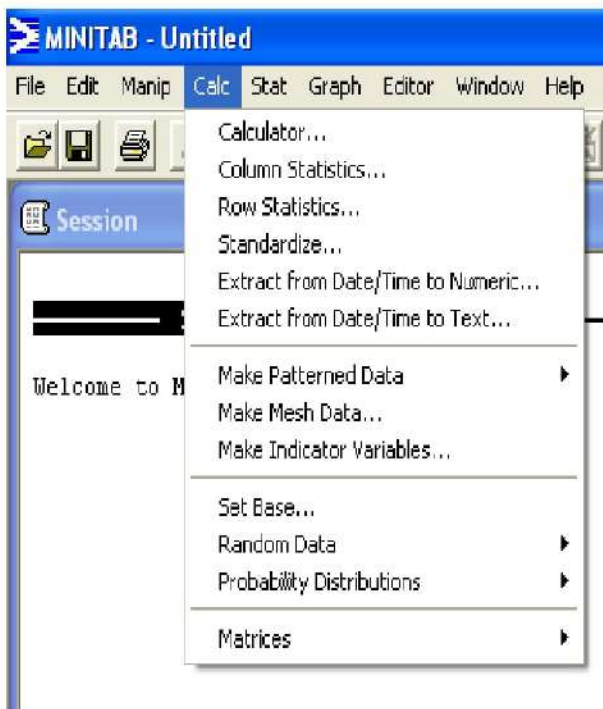 MINITAB - Untitled
File Edit Manip Calc Stat Graph Editor Window Help
Calculator...
Column Statistics...
Row Statistics...
Standardize...
Extract from Date/Time to Numeric...
Extract from Date/Time to Text...
Make Patterned Data
Make Mesh Data...
Make Indicator Variables...
Set Base...
Random Data
Probability Distributions
Matrices
Session
Welcome to M